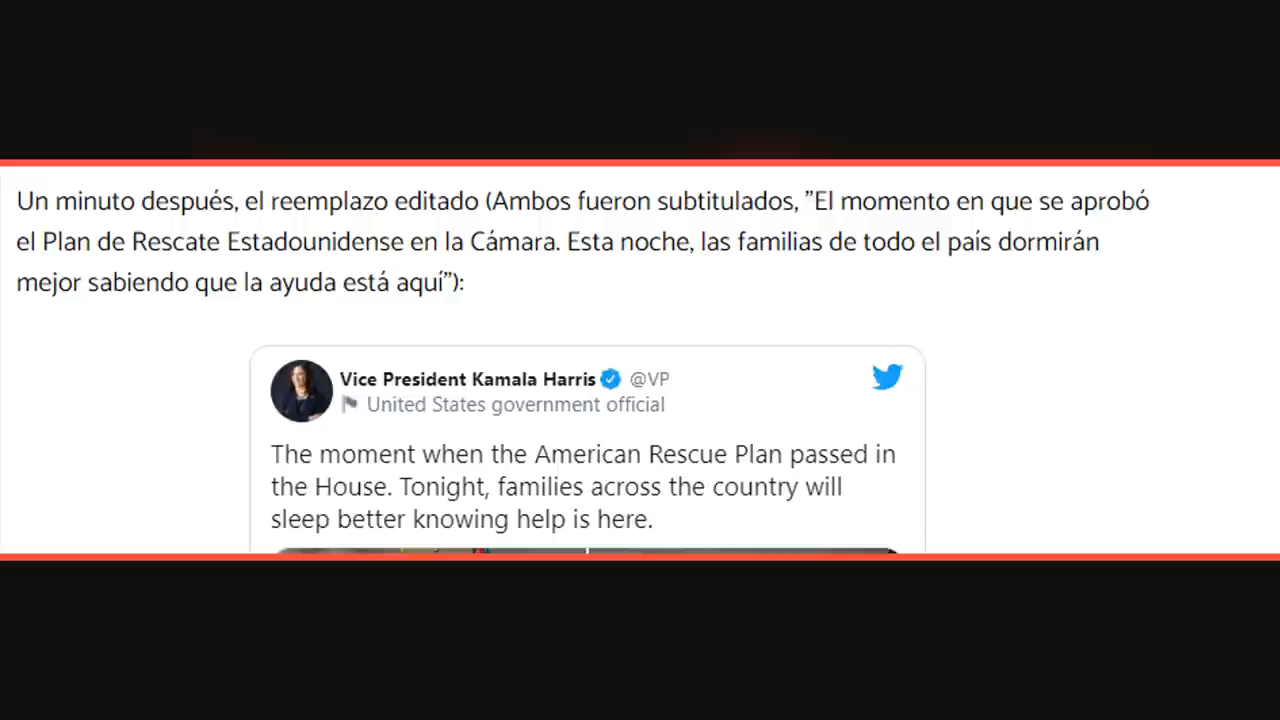 Un minuto después, el reemplazo editado (Ambos fueron subtitulados, "El momento en que se aprobó
el Plan de Rescate Estadounidense en la Cámara. Esta noche, las familias de todo el país dormirán
mejor sabiendo que la ayuda está aquí"):
Vice President Kamala Harris @VP
United States government official
The moment when the American Rescue Plan passed in
the House. Tonight, families across the country will
sleep better knowing help is here.